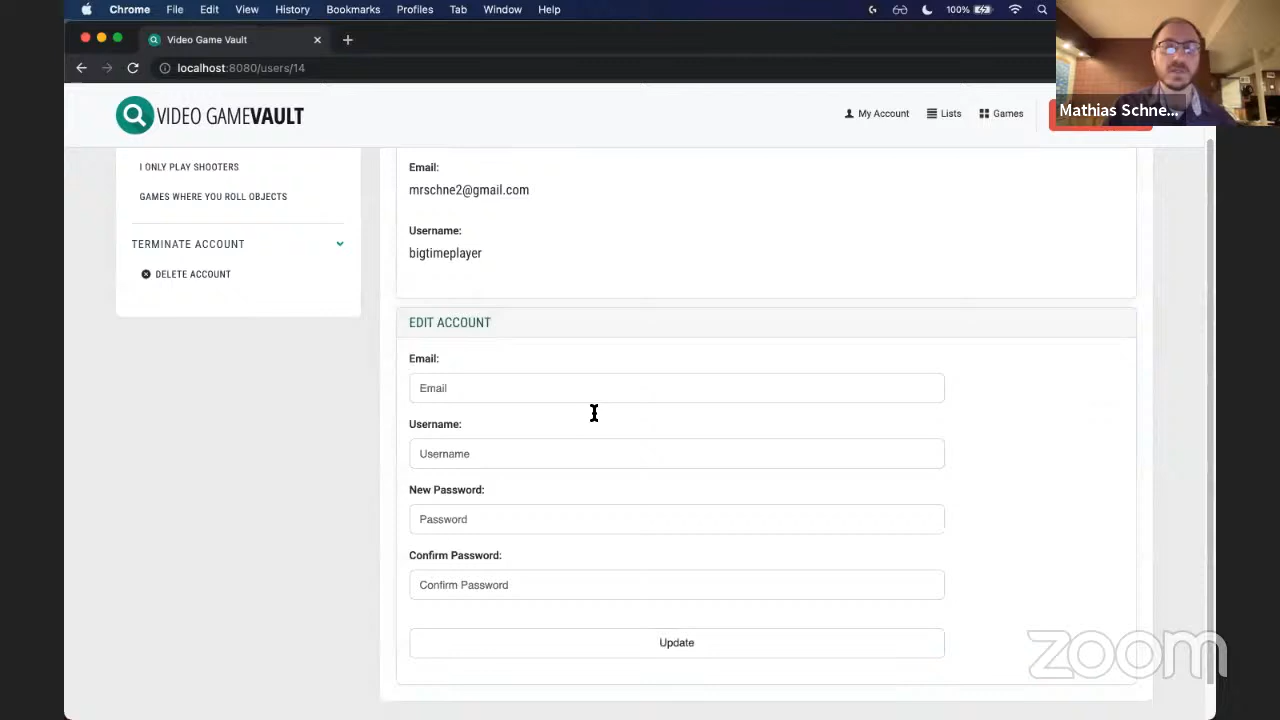 Chrome File Edit View History Bookmarks Profiles Tab Window Help 100%
Video Game Vault
localhost:8080/users/14
Mathias Schne...
VIDEO GAMEVAULT My Account Lists Games
I ONLY PLAY SHOOTERS
GAMES WHERE YOU ROLL OBJECTS
TERMINATE ACCOUNT
DELETE ACCOUNT
Email:
mrschne2@gmail.com
Username:
bigtimeplayer
EDIT ACCOUNT
Email:
Email
Username:
Username
New Password:
Password
Confirm Password:
Confirm Password
Update
zoom